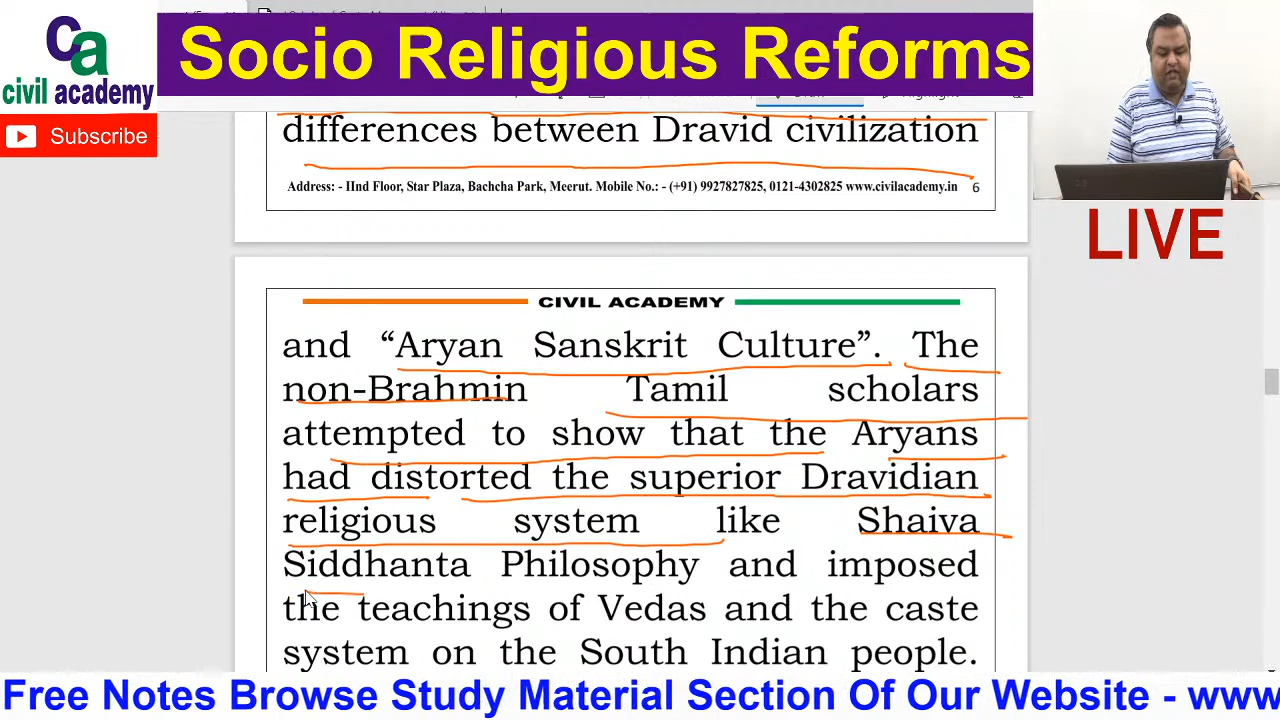 ca
civil academy
Socio Religious Reforms
Subscribe
differences between Dravid civilization
Address: - IInd Floor, Star Plaza, Bachcha Park, Meerut. Mobile No.: - (+91) 9927827825, 0121-4302825 www.civilacademy.in 6
LIVE
CIVIL ACADEMY
and “Aryan Sanskrit Culture”. The
non-Brahmin Tamil scholars
attempted to show that the Aryans
had distorted the superior Dravidian
religious system like Shaiva
Siddhanta Philosophy and imposed
the teachings of Vedas and the caste
system on the South Indian people.
Free Notes Browse Study Material Section Of Our Website - www